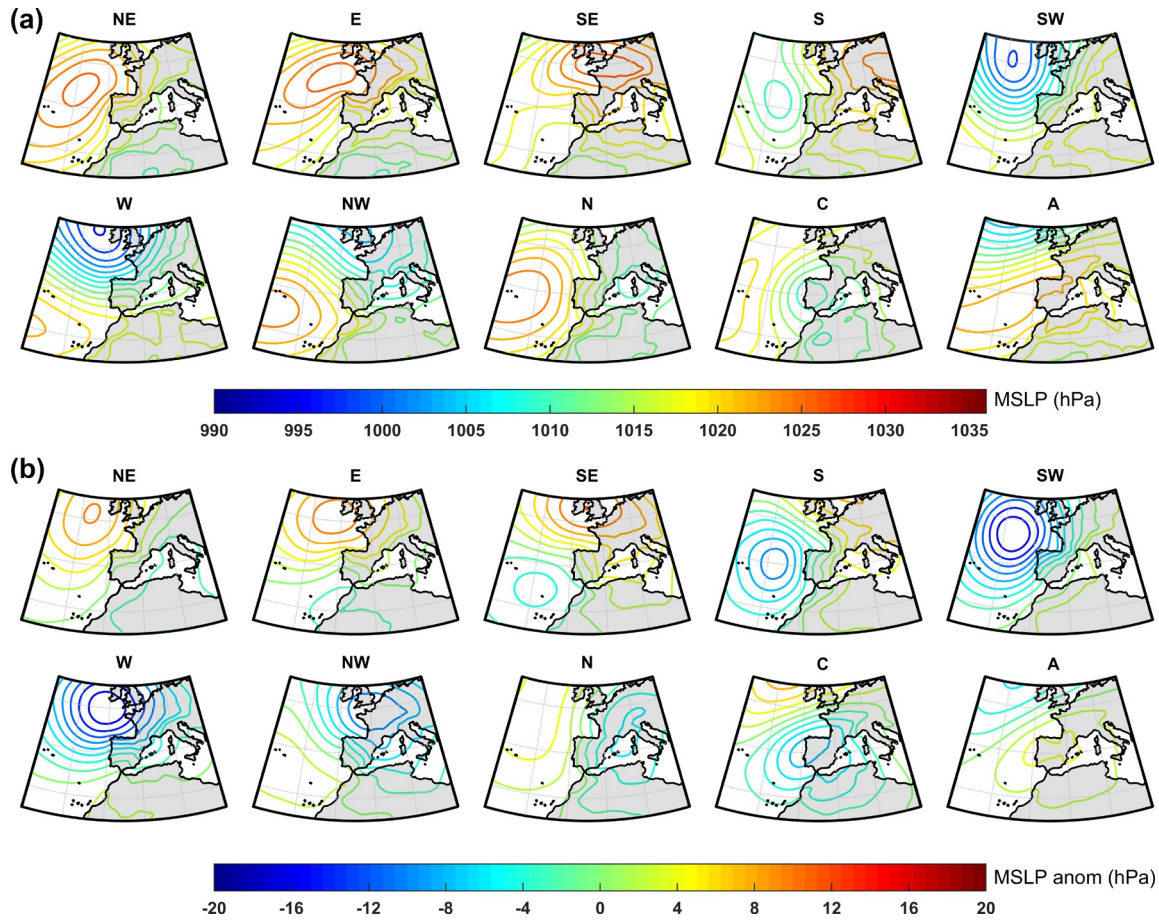 (a)
NE E SE S SW
W NW N C A
MSLP (hPa)
990 995 1000 1005 1010 1015 1020 1025 1030 1035
(b)
NE E SE S SW
W NW N C A
MSLP anom (hPa)
-20 -16 -12 -8 -4 0 4 8 12 16 20